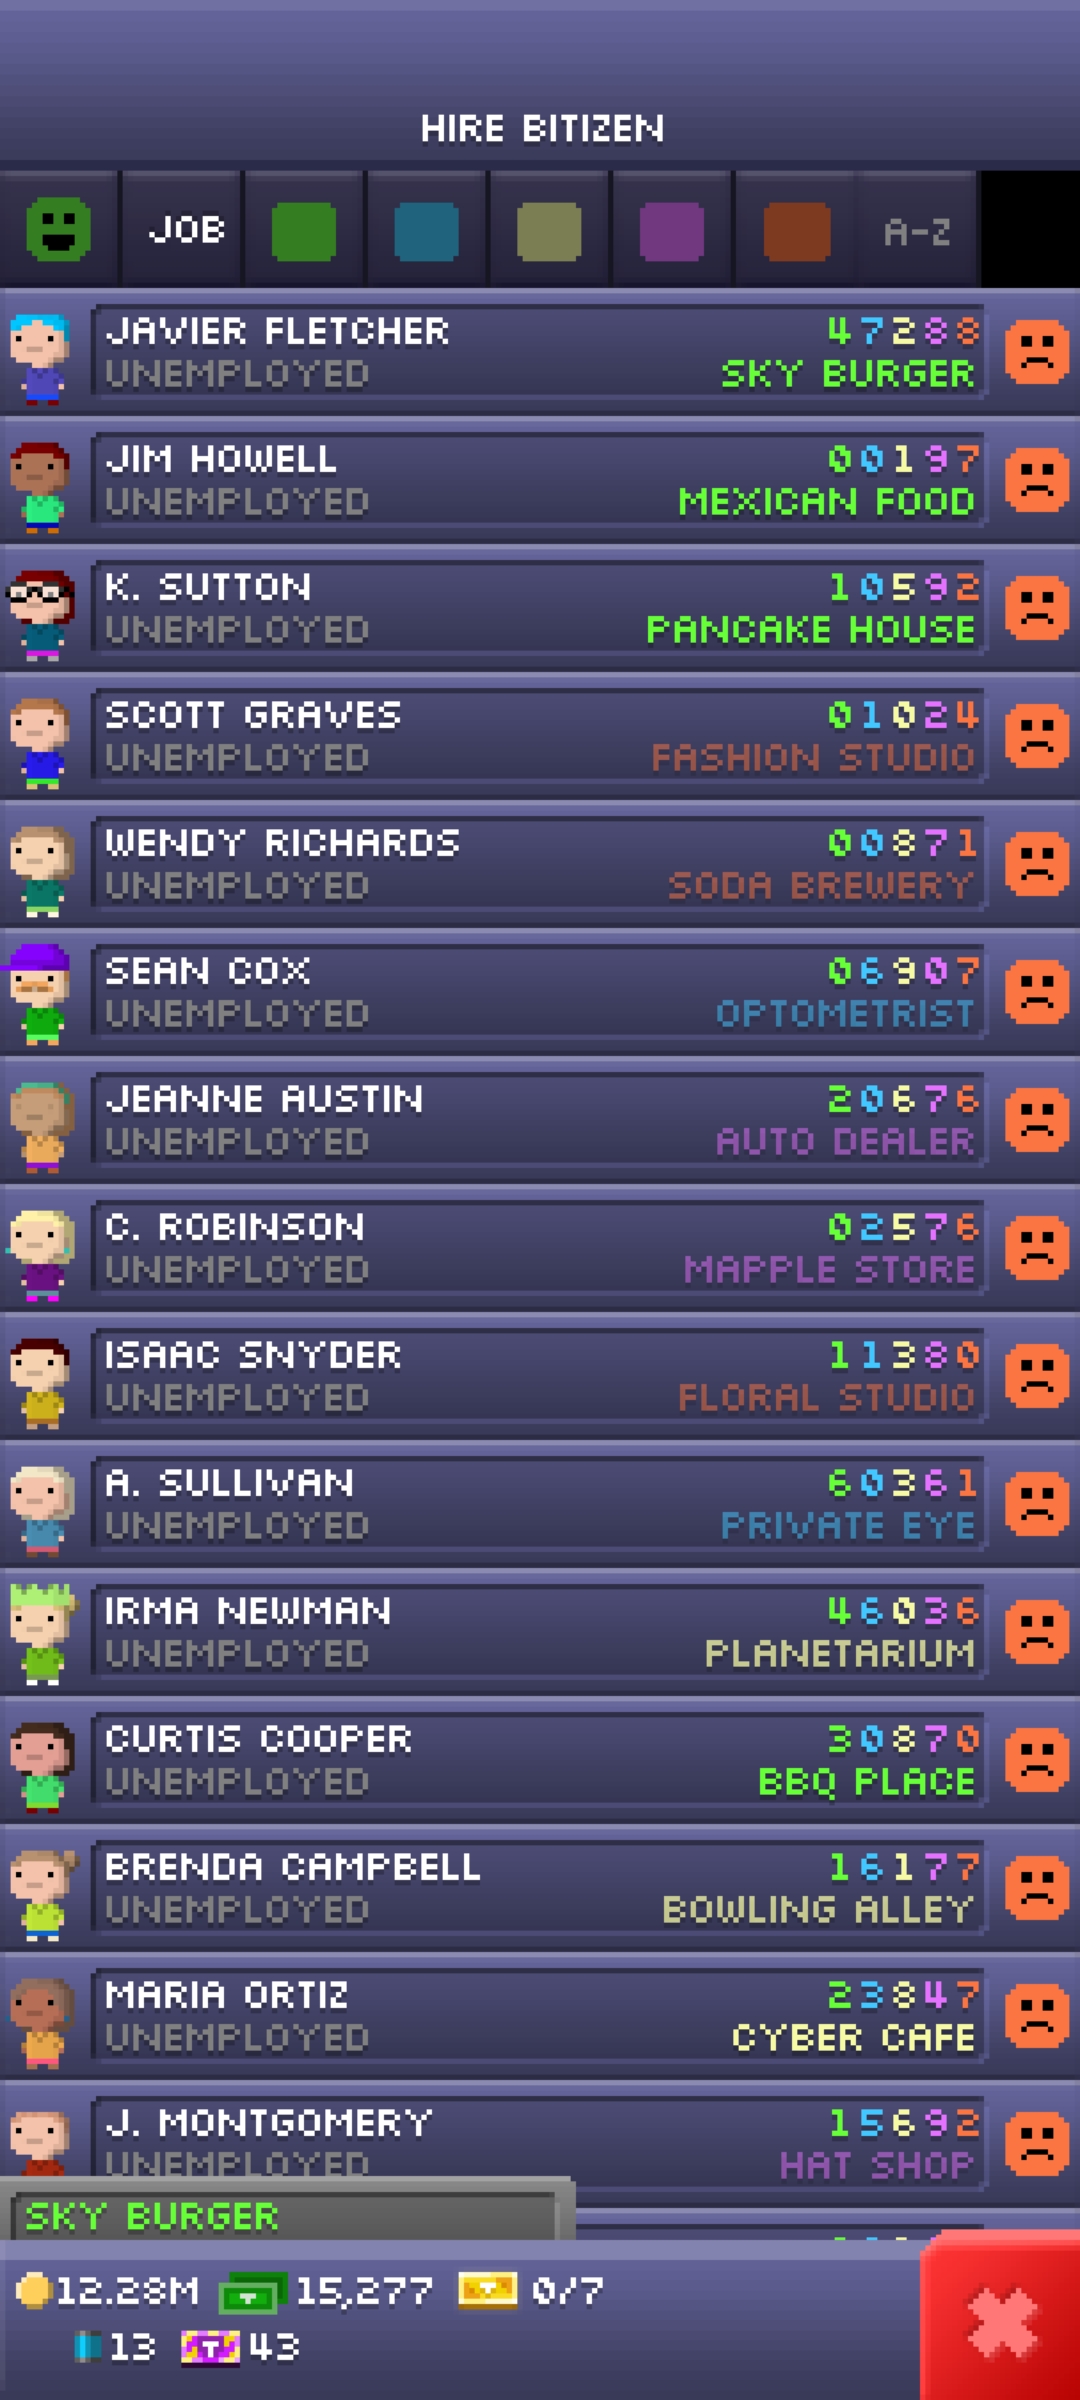 HIRE BITIZEN
JOB A-Z
JAVIER FLETCHER 47288
UNEMPLOYED SKY BURGER
JIM HOWELL 00197
UNEMPLOYED MEXICAN FOOD
K. SUTTON 10592
UNEMPLOYED PANCAKE HOUSE
SCOTT GRAVES 01024
UNEMPLOYED FASHION STUDIO
WENDY RICHARDS 00871
UNEMPLOYED SODA BREWERY
SEAN COX 06907
UNEMPLOYED OPTOMETRIST
JEANNE AUSTIN 20676
UNEMPLOYED AUTO DEALER
C. ROBINSON 02576
UNEMPLOYED MAPPLE STORE
ISAAC SNYDER 11380
UNEMPLOYED FLORAL STUDIO
A. SULLIVAN 60361
UNEMPLOYED PRIVATE EYE
IRMA NEWMAN 46036
UNEMPLOYED PLANETARIUM
CURTIS COOPER 30870
UNEMPLOYED BBQ PLACE
BRENDA CAMPBELL 16177
UNEMPLOYED BOWLING ALLEY
MARIA ORTIZ 23847
UNEMPLOYED CYBER CAFE
J. MONTGOMERY 15692
UNEMPLOYED HAT SHOP
SKY BURGER
12.28M 15,277 0/7
13 43